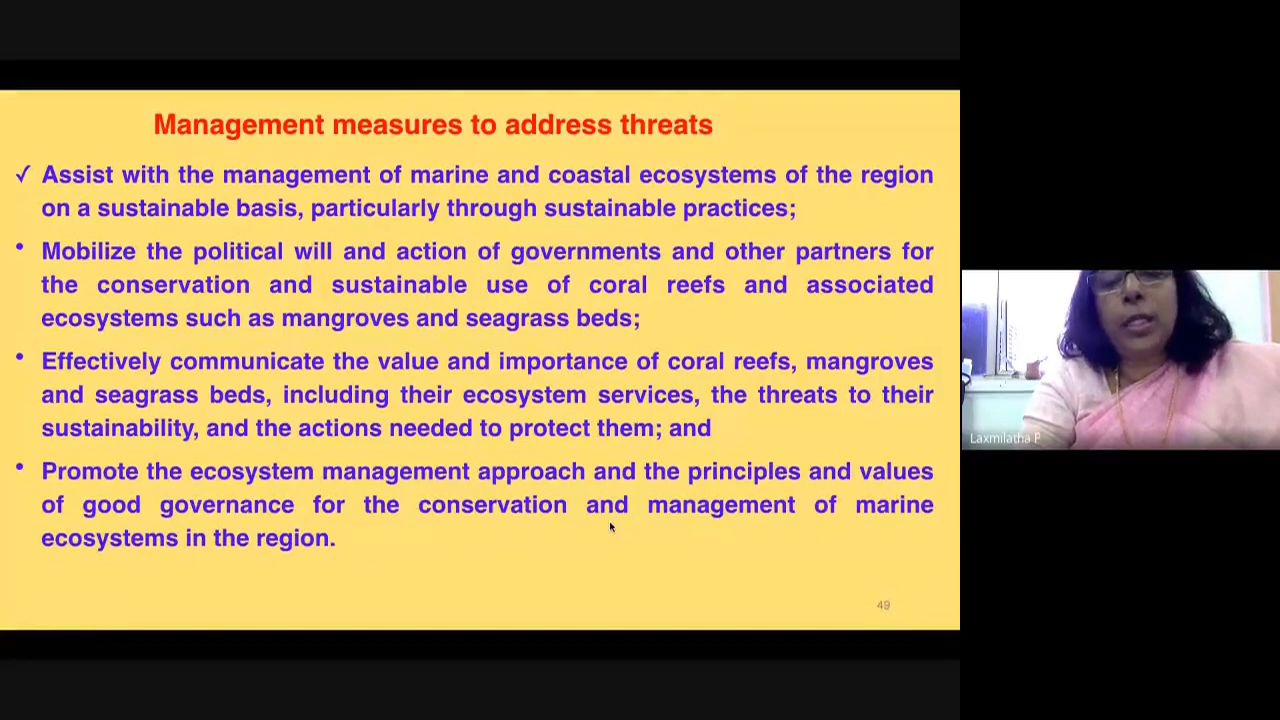 Management measures to address threats
✓ Assist with the management of marine and coastal ecosystems of the region
on a sustainable basis, particularly through sustainable practices;
• Mobilize the political will and action of governments and other partners for
the conservation and sustainable use of coral reefs and associated
ecosystems such as mangroves and seagrass beds;
• Effectively communicate the value and importance of coral reefs, mangroves
and seagrass beds, including their ecosystem services, the threats to their
sustainability, and the actions needed to protect them; and
• Promote the ecosystem management approach and the principles and values
of good governance for the conservation and management of marine
ecosystems in the region.
49
Laxmilatha P